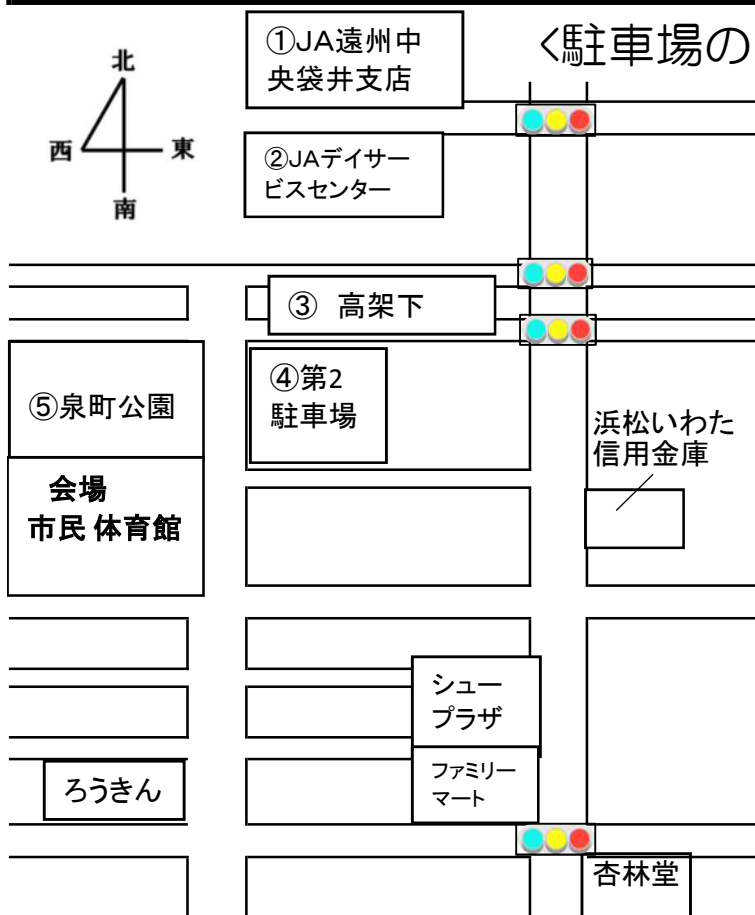 ①JA遠州中
央袋井支店
<駐車場の
北
西
東
南
②JAデイサー
ビスセンター
③ 高架下
④第2
駐車場
⑤泉町公園
浜松いわた
信用金庫
会場
市民 体育館
シュー
プラザ
ファミリー
マート
ろうきん
杏林堂